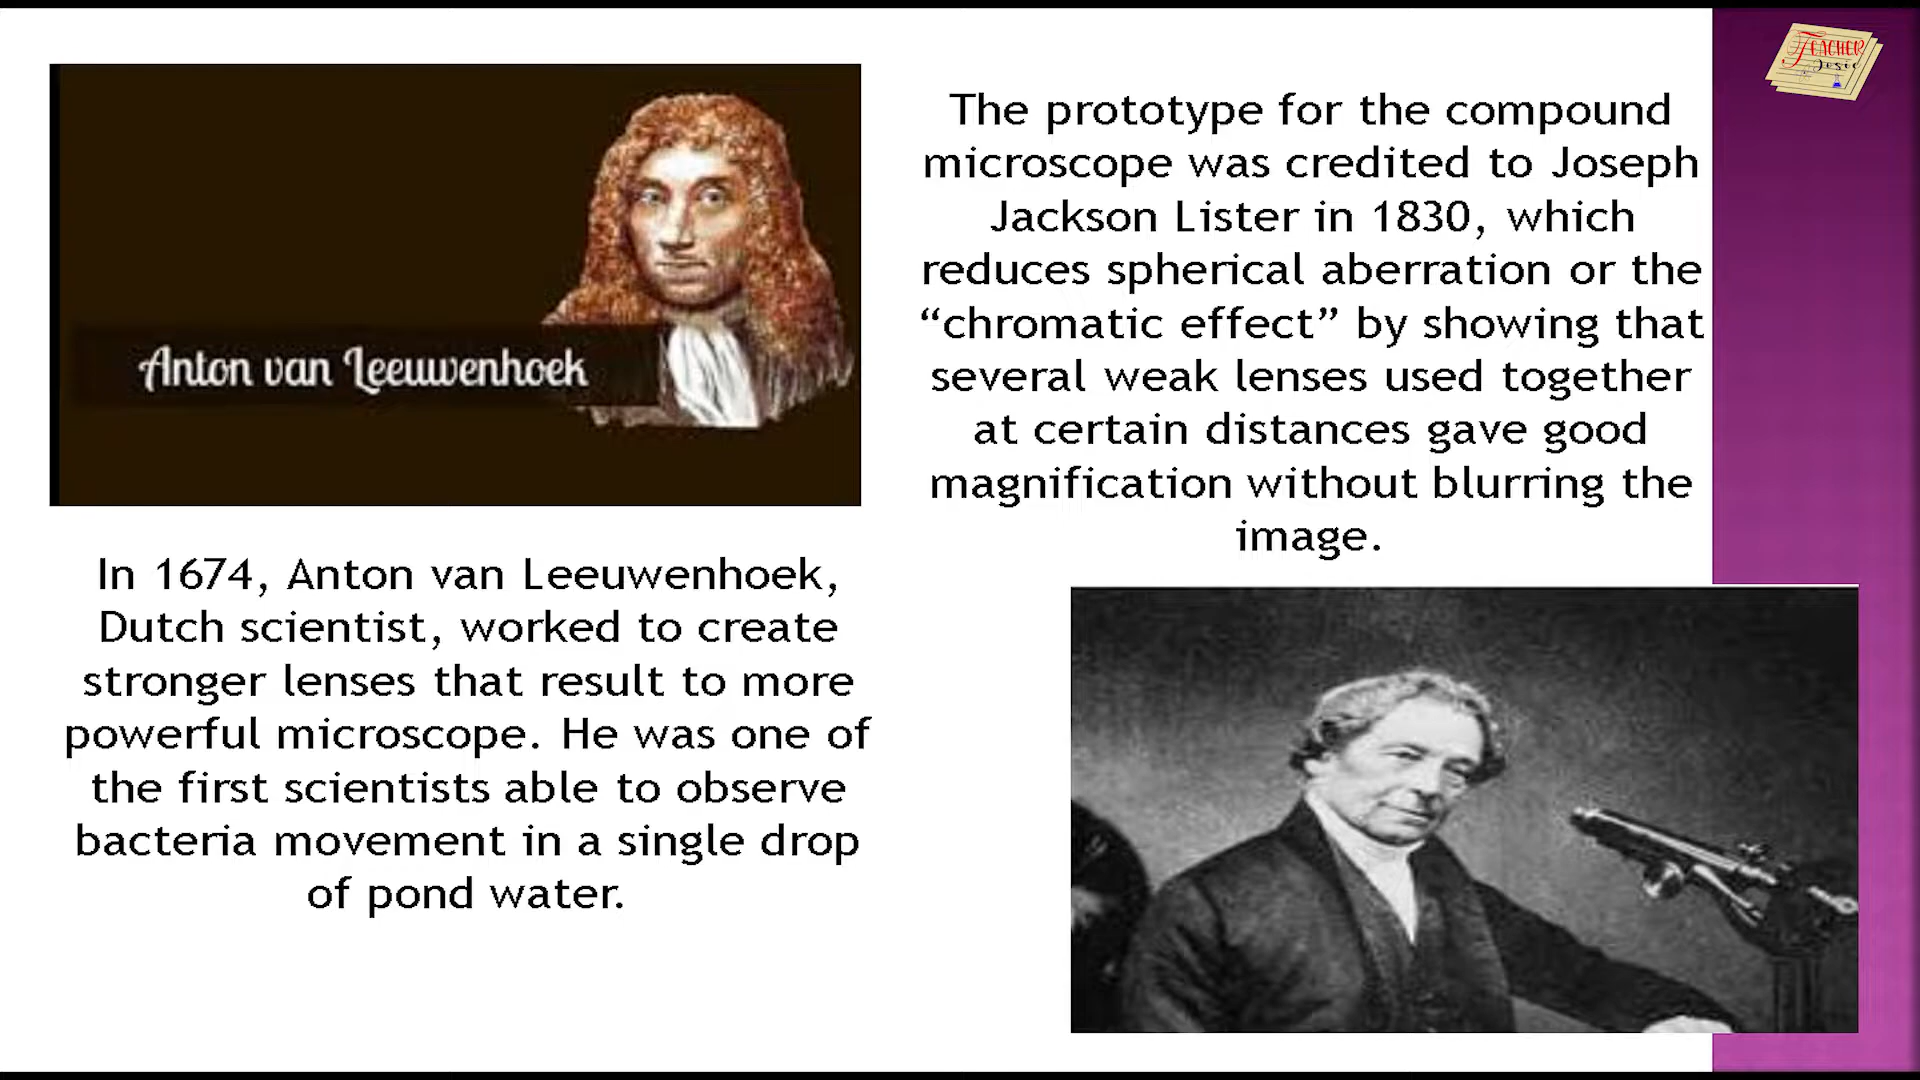 Anton van Leeuwenhoek
In 1674, Anton van Leeuwenhoek,
Dutch scientist, worked to create
stronger lenses that result to more
powerful microscope. He was one of
the first scientists able to observe
bacteria movement in a single drop
of pond water.
The prototype for the compound
microscope was credited to Joseph
Jackson Lister in 1830, which
reduces spherical aberration or the
“chromatic effect” by showing that
several weak lenses used together
at certain distances gave good
magnification without blurring the
image.
TEACHER
Josie